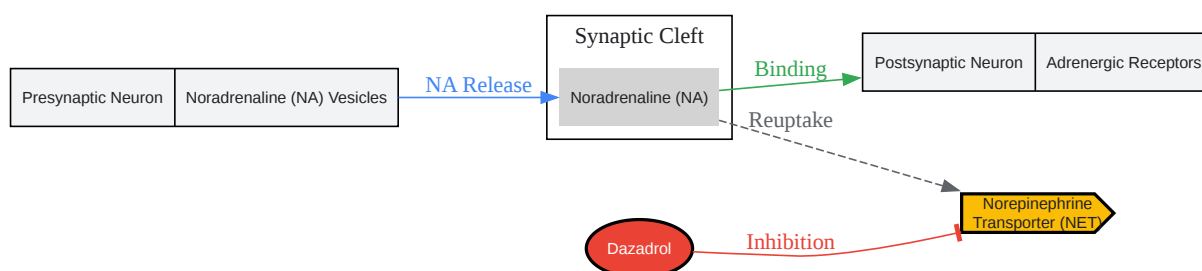 Synaptic Cleft
Presynaptic Neuron
Noradrenaline (NA) Vesicles
NA Release
Noradrenaline (NA)
Binding
Postsynaptic Neuron
Adrenergic Receptors
Reuptake
Norepinephrine
Transporter (NET)
Dazadrol
Inhibition